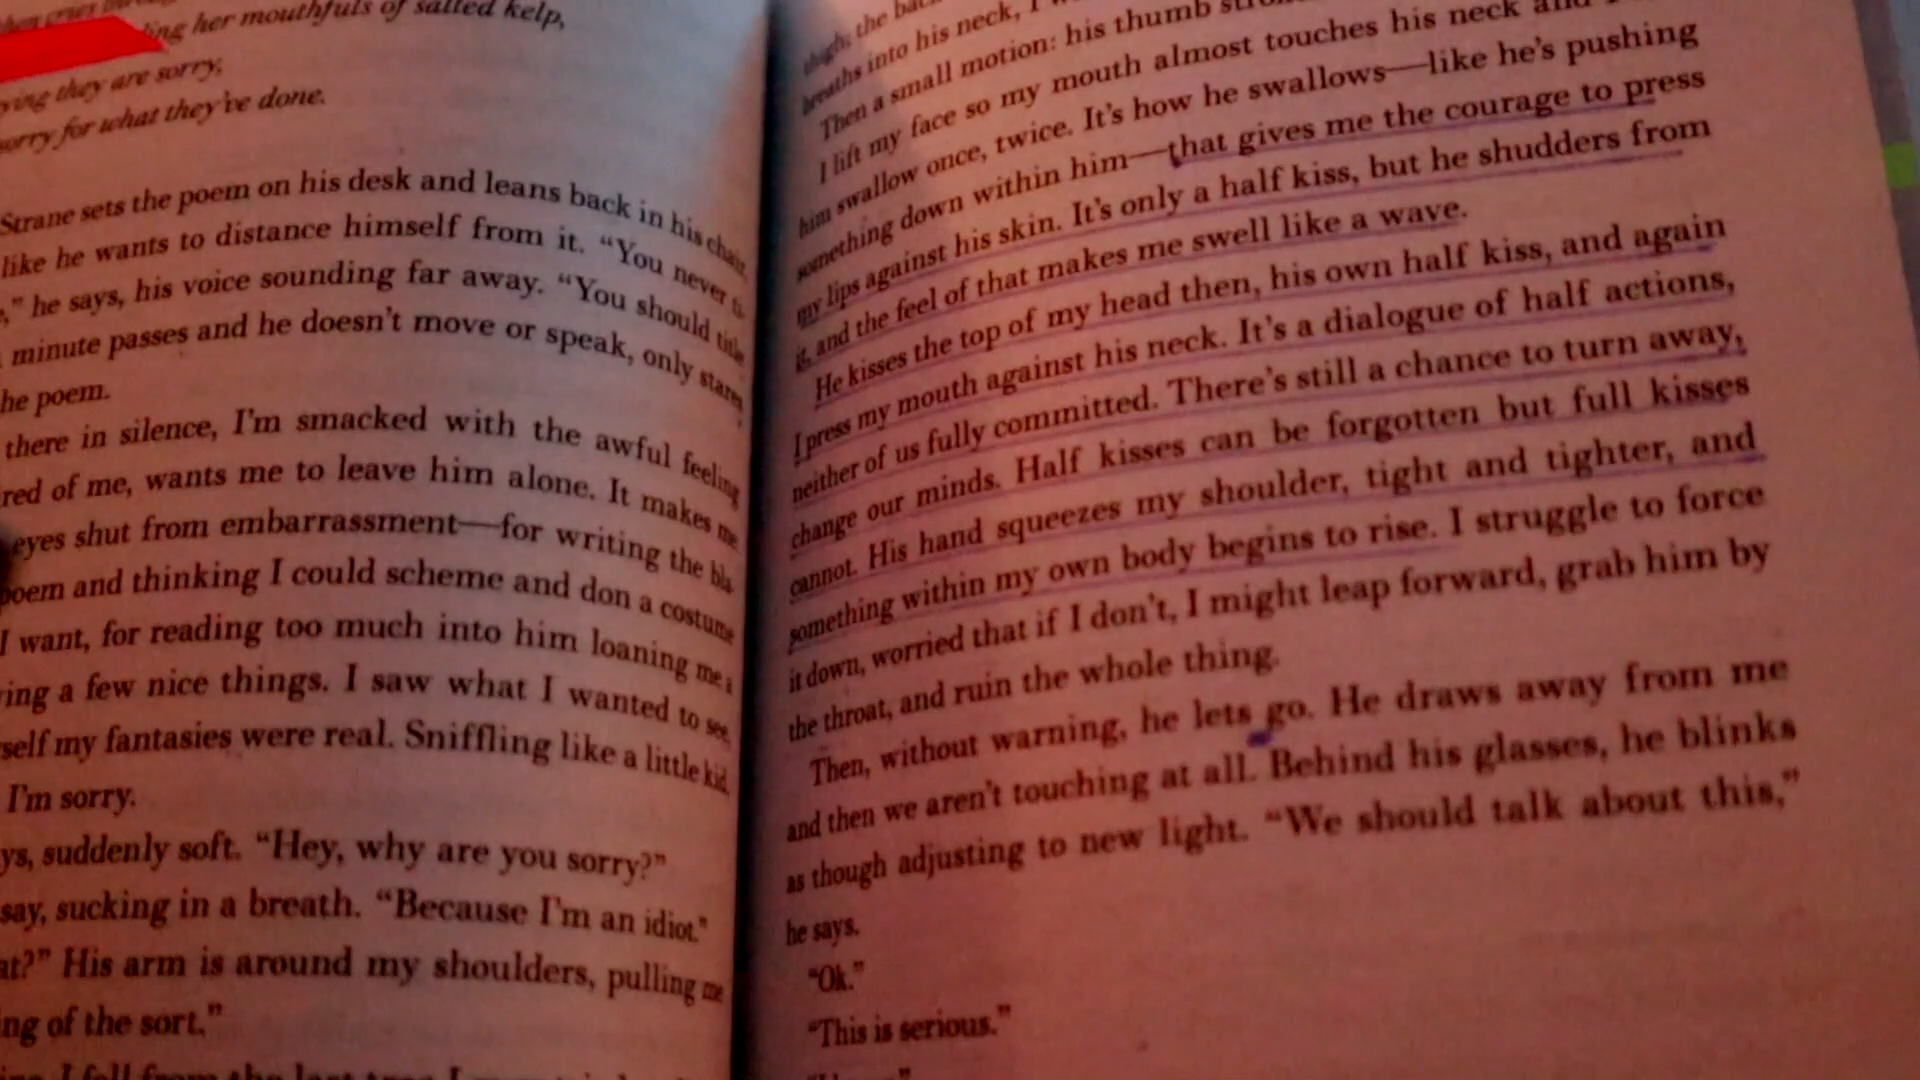 ing her mouthfuls of salted kelp,
ying they are sorry,
sorry for what they've done.
Strane sets the poem on his desk and leans back in his chair,
like he wants to distance himself from it. “You never ti-
,” he says, his voice sounding far away. “You should title
minute passes and he doesn't move or speak, only stares
he poem.
there in silence, I'm smacked with the awful feeling
red of me, wants me to leave him alone. It makes me
eyes shut from embarrassment—for writing the bla-
poem and thinking I could scheme and don a costume
I want, for reading too much into him loaning me a
ing a few nice things. I saw what I wanted to see,
self my fantasies were real. Sniffling like a little kid,
I'm sorry.
ys, suddenly soft. “Hey, why are you sorry?”
say, sucking in a breath. “Because I'm an idiot.”
at?” His arm is around my shoulders, pulling me
ng of the sort.”
I fell from the last tree I
the back
breaths into his neck, I
Then a small motion: his thumb
I lift my face so my mouth almost touches his neck and
him swallow once, twice. It's how he swallows—like he's pushing
something down within him—that gives me the courage to press
my lips against his skin. It's only a half kiss, but he shudders from
it, and the feel of that makes me swell like a wave.
He kisses the top of my head then, his own half kiss, and again
I press my mouth against his neck. It's a dialogue of half actions,
neither of us fully committed. There's still a chance to turn away,
change our minds. Half kisses can be forgotten but full kisses
cannot. His hand squeezes my shoulder, tight and tighter, and
something within my own body begins to rise. I struggle to force
it down, worried that if I don't, I might leap forward, grab him by
the throat, and ruin the whole thing.
Then, without warning, he lets go. He draws away from me
and then we aren't touching at all. Behind his glasses, he blinks
as though adjusting to new light. “We should talk about this,”
he says.
“Ok.”
“This is serious.”